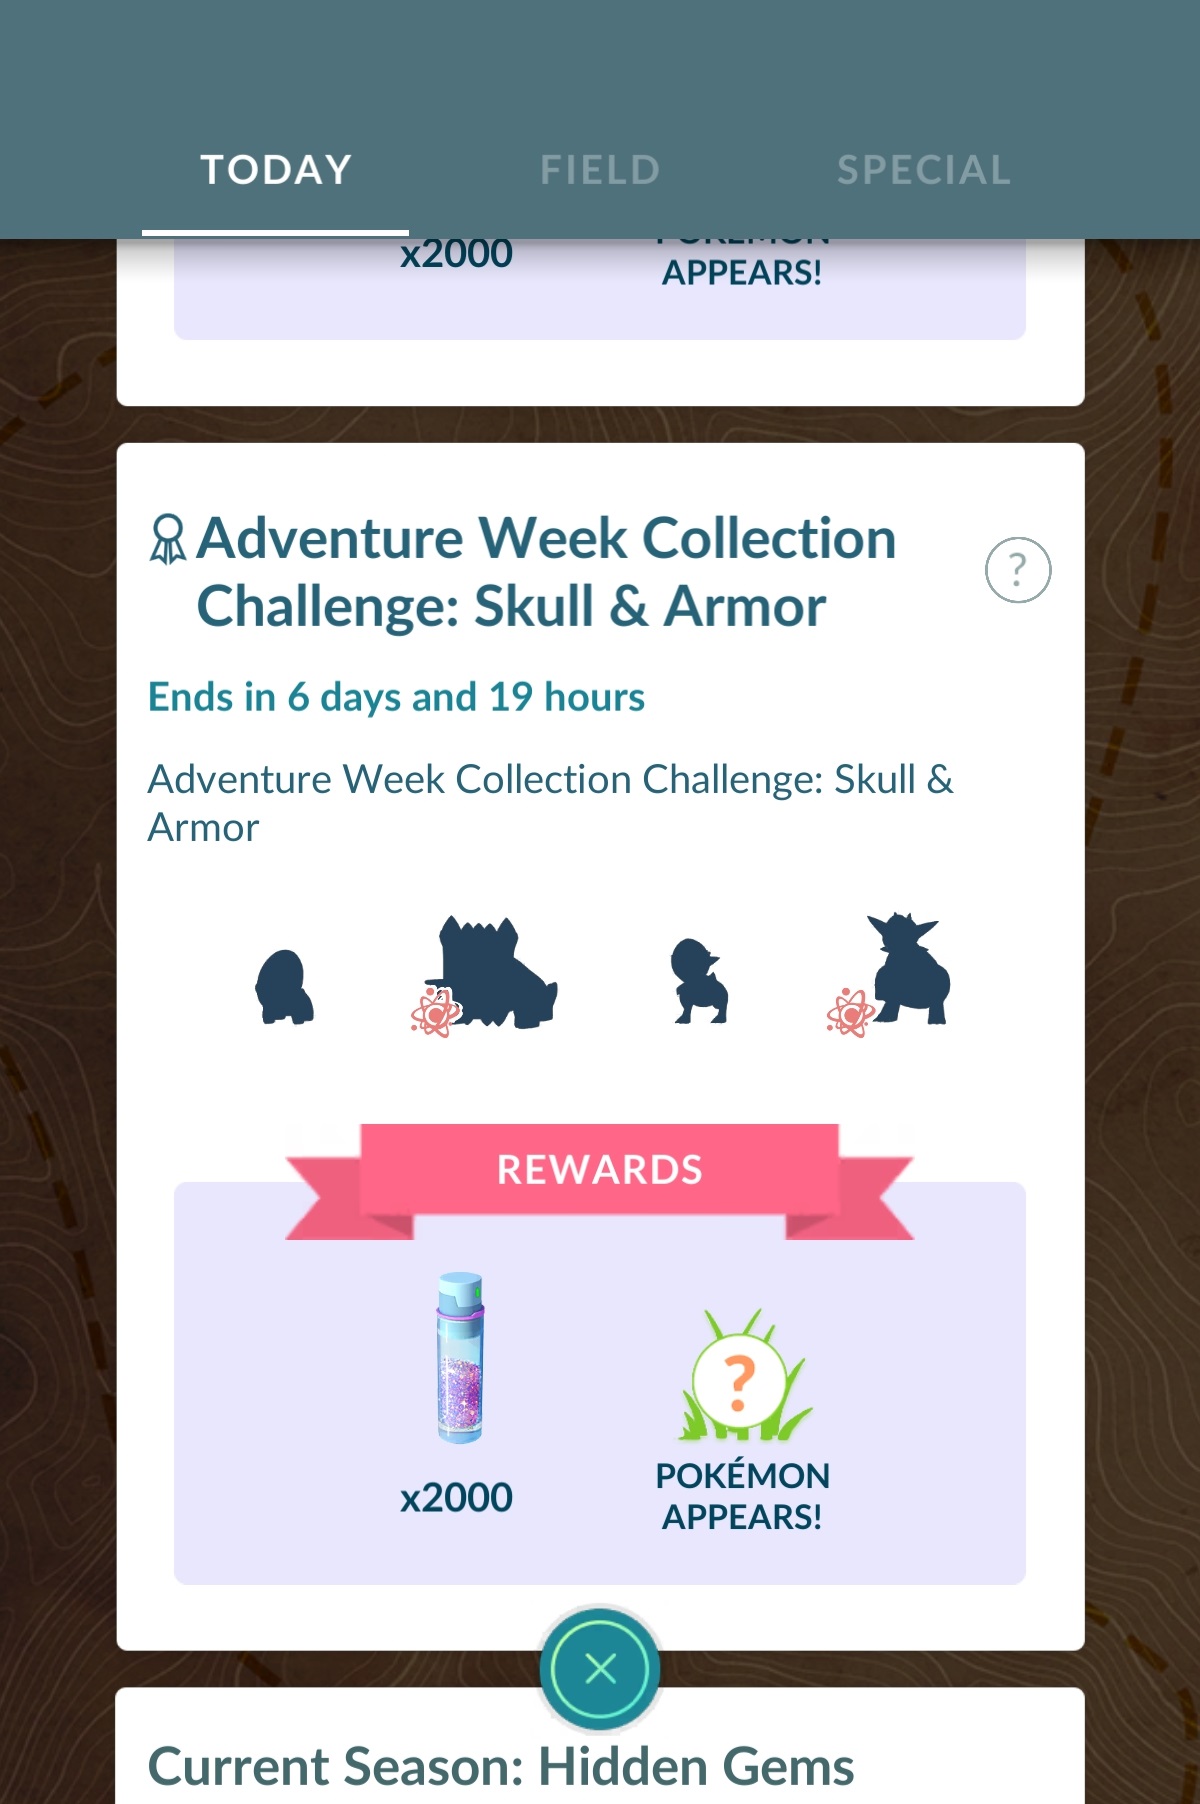 TODAY
FIELD
SPECIAL
x2000
POKÉMON
APPEARS!
Adventure Week Collection
Challenge: Skull & Armor
?
Ends in 6 days and 19 hours
Adventure Week Collection Challenge: Skull &
Armor
REWARDS
?
x2000
POKÉMON
APPEARS!
Current Season: Hidden Gems